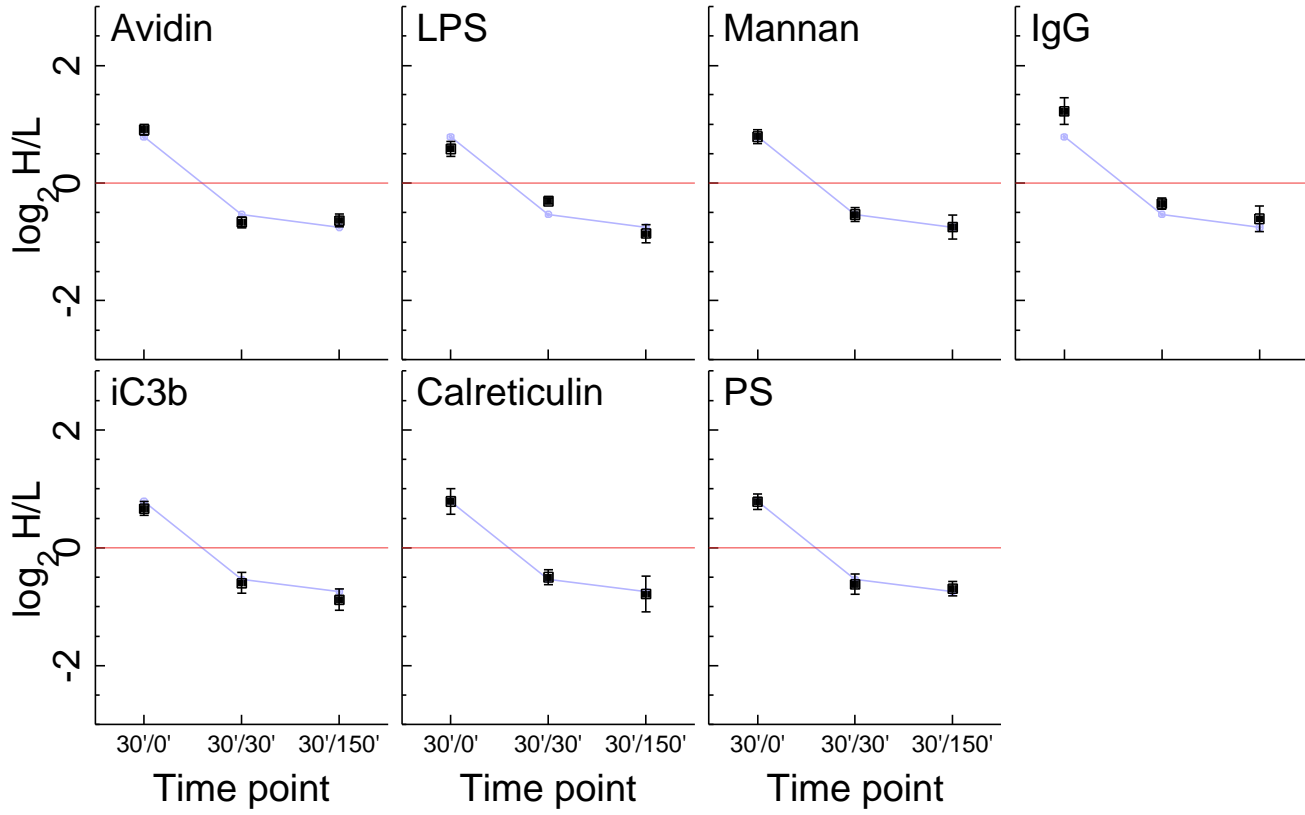 Avidin LPS Mannan IgG
2
0
-2
log₂ H/L
iC3b Calreticulin PS
2
0
-2
log₂ H/L
30'/0' 30'/30' 30'/150' 30'/0' 30'/30' 30'/150' 30'/0' 30'/30' 30'/150'
Time point Time point Time point